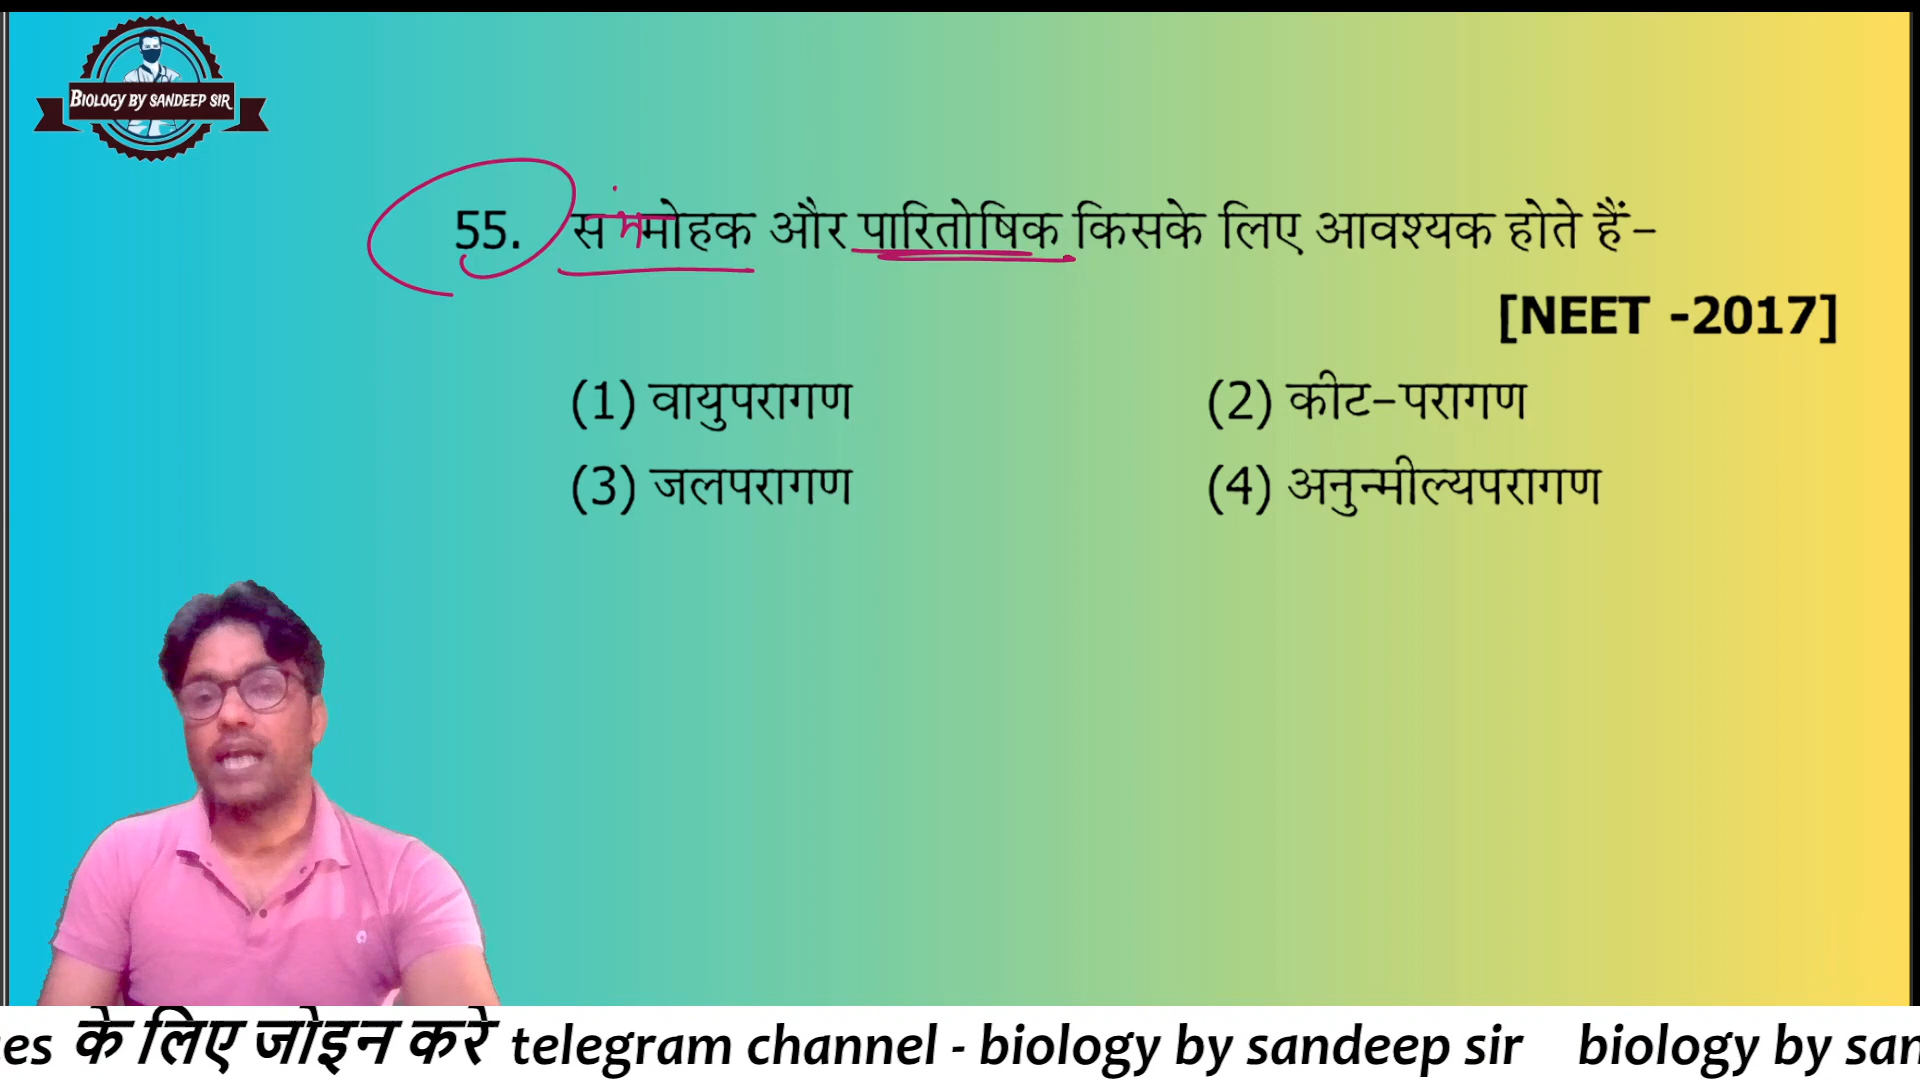 BIOLOGY BY SANDEEP SIR
55. सम्मोहक और पारितोषिक किसके लिए आवश्यक होते हैं-
[NEET -2017]
(1) वायुपरागण (2) कीट-परागण
(3) जलपरागण (4) अनुन्मील्यपरागण
es के लिए जोइन करे telegram channel - biology by sandeep sir biology by san